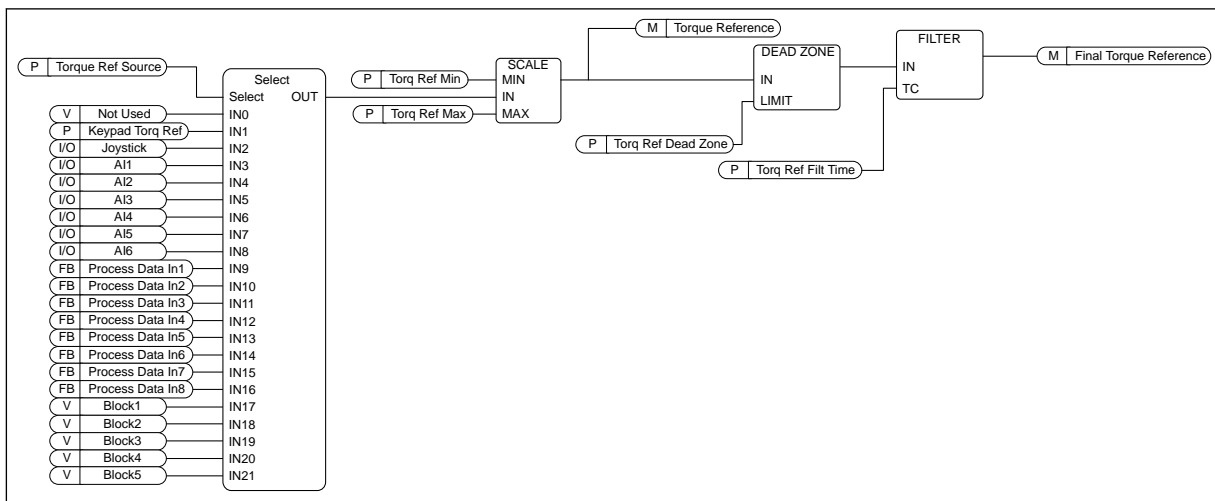 M Torque Reference
FILTER
DEAD ZONE
M Final Torque Reference
P Torque Ref Source
Select
SCALE
IN
P Torq Ref Min
MIN
IN
TC
Select OUT
IN
LIMIT
V Not Used
IN0
P Torq Ref Max
MAX
P Keypad Torq Ref
IN1
I/O Joystick
IN2
P Torq Ref Dead Zone
I/O AI1
IN3
P Torq Ref Filt Time
I/O AI2
IN4
I/O AI3
IN5
I/O AI4
IN6
I/O AI5
IN7
I/O AI6
IN8
FB Process Data In1
IN9
FB Process Data In2
IN10
FB Process Data In3
IN11
FB Process Data In4
IN12
FB Process Data In5
IN13
FB Process Data In6
IN14
FB Process Data In7
IN15
FB Process Data In8
IN16
V Block1
IN17
V Block2
IN18
V Block3
IN19
V Block4
IN20
V Block5
IN21